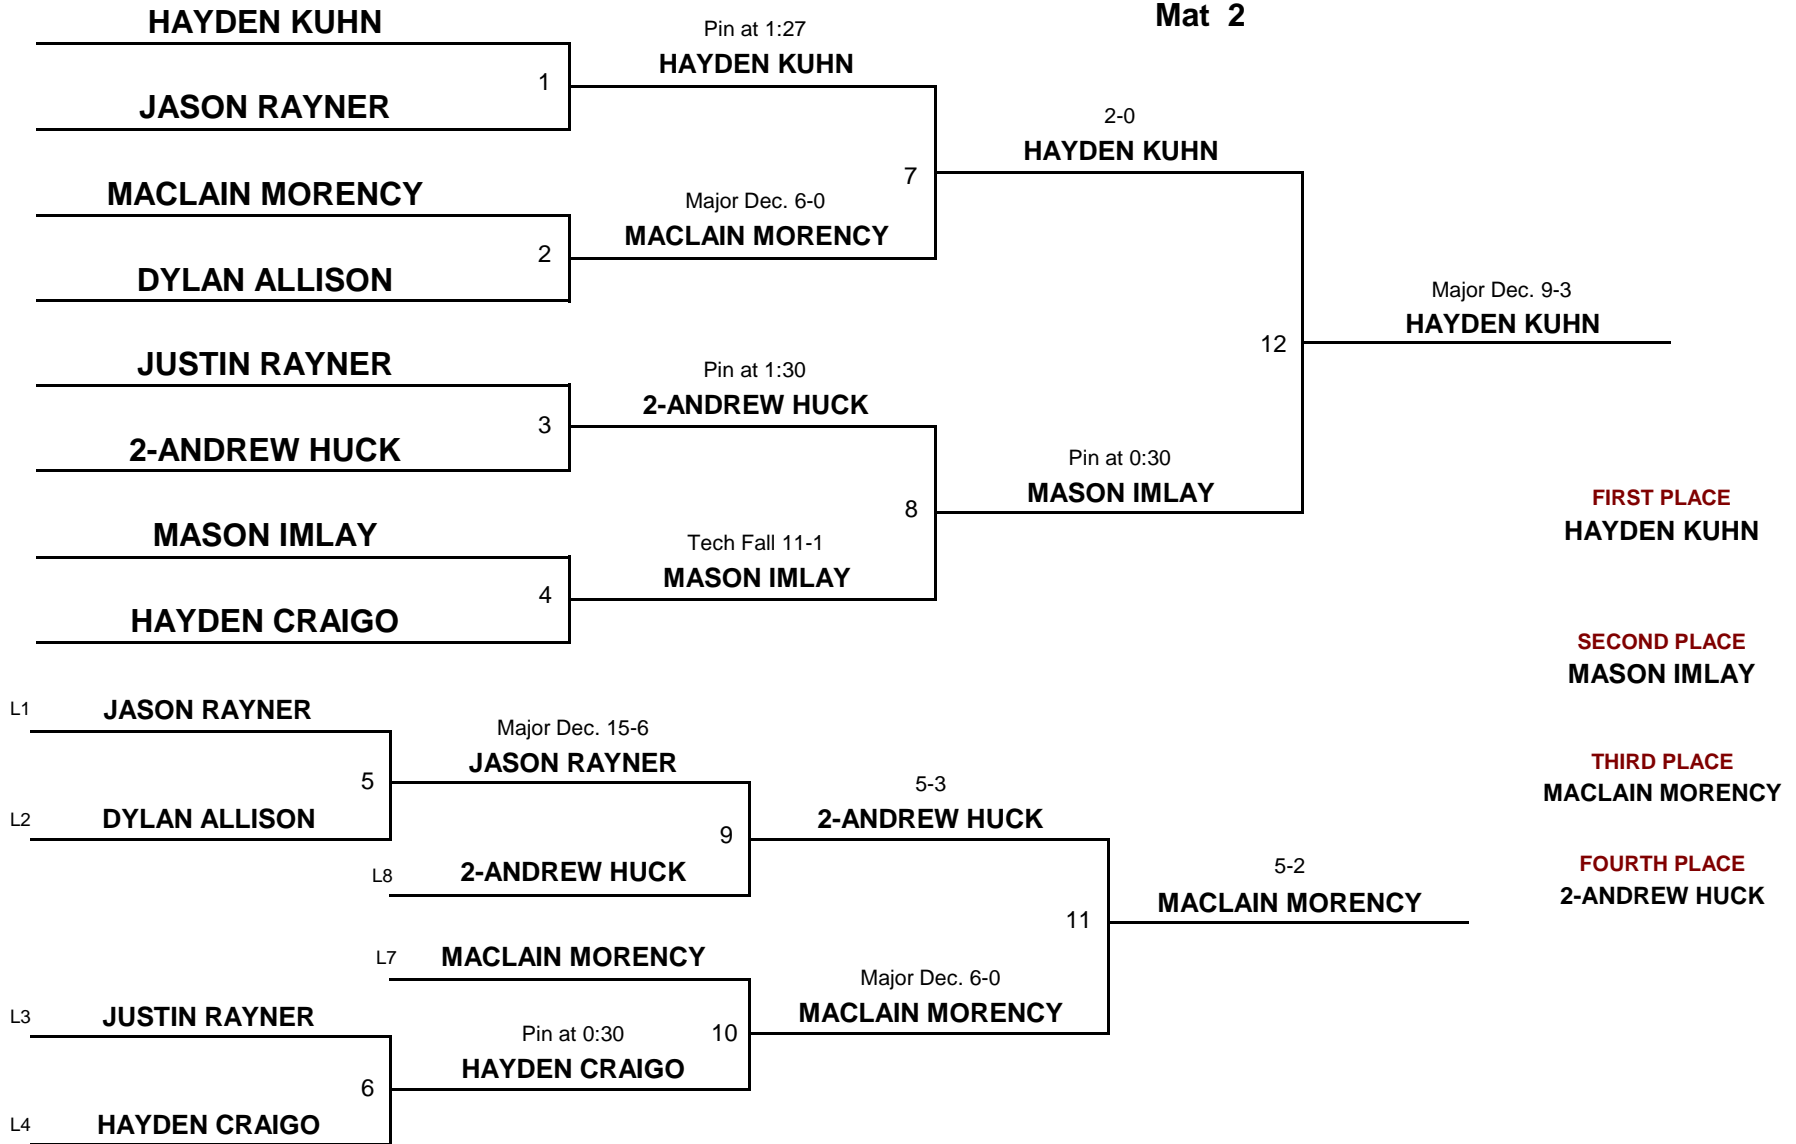 Mat 2
HAYDEN KUHN
Pin at 1:27
HAYDEN KUHN
1
JASON RAYNER
2-0
HAYDEN KUHN
7
MACLAIN MORENCY
Major Dec. 6-0
MACLAIN MORENCY
2
DYLAN ALLISON
Major Dec. 9-3
HAYDEN KUHN
12
JUSTIN RAYNER
Pin at 1:30
2-ANDREW HUCK
3
2-ANDREW HUCK
Pin at 0:30
MASON IMLAY
8
MASON IMLAY
Tech Fall 11-1
MASON IMLAY
4
HAYDEN CRAIGO
FIRST PLACE
HAYDEN KUHN
SECOND PLACE
MASON IMLAY
THIRD PLACE
MACLAIN MORENCY
FOURTH PLACE
2-ANDREW HUCK
L1 JASON RAYNER
Major Dec. 15-6
JASON RAYNER
5
L2 DYLAN ALLISON
5-3
2-ANDREW HUCK
9
L8 2-ANDREW HUCK
5-2
MACLAIN MORENCY
11
L7 MACLAIN MORENCY
Major Dec. 6-0
MACLAIN MORENCY
10
L3 JUSTIN RAYNER
Pin at 0:30
HAYDEN CRAIGO
6
L4 HAYDEN CRAIGO